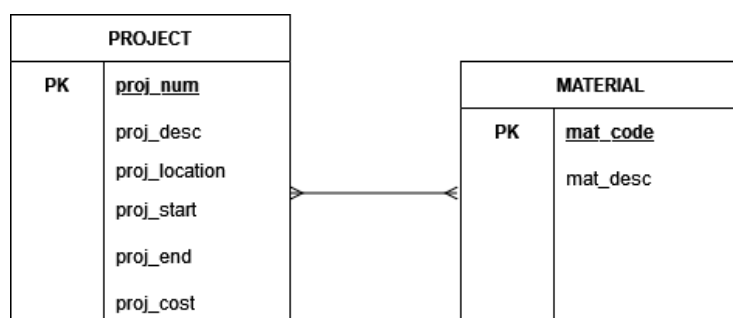 PROJECT
PK proj_num
proj_desc
proj_location
proj_start
proj_end
proj_cost
MATERIAL
PK mat_code
mat_desc